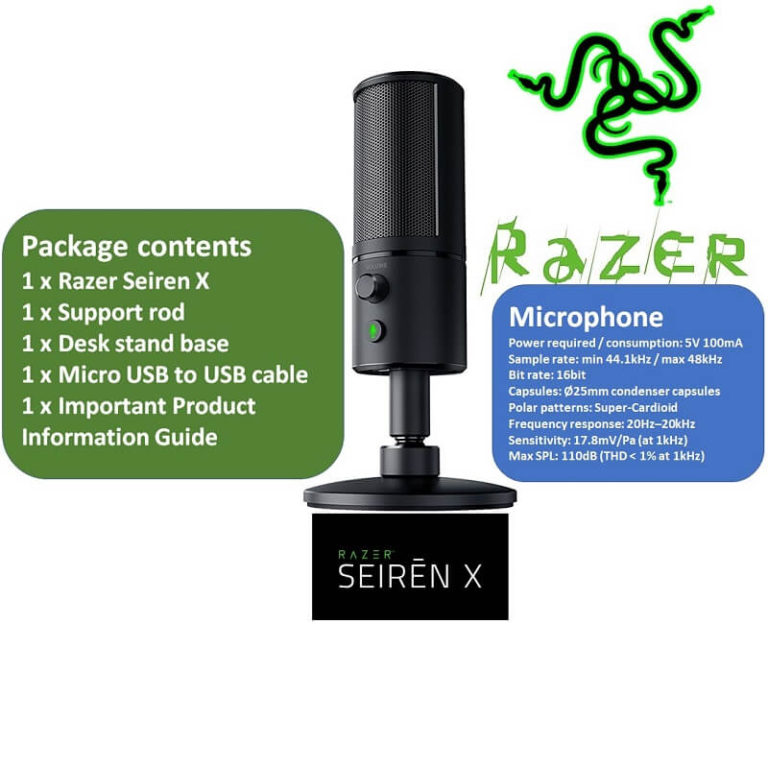 RAZER
Package contents
1 x Razer Seiren X
1 x Support rod
1 x Desk stand base
1 x Micro USB to USB cable
1 x Important Product
Information Guide
VOLUME
Microphone
Power required / consumption: 5V 100mA
Sample rate: min 44.1kHz / max 48kHz
Bit rate: 16bit
Capsules: Ø25mm condenser capsules
Polar patterns: Super-Cardioid
Frequency response: 20Hz–20kHz
Sensitivity: 17.8mV/Pa (at 1kHz)
Max SPL: 110dB (THD < 1% at 1kHz)
RAZER
SEIRĒN X